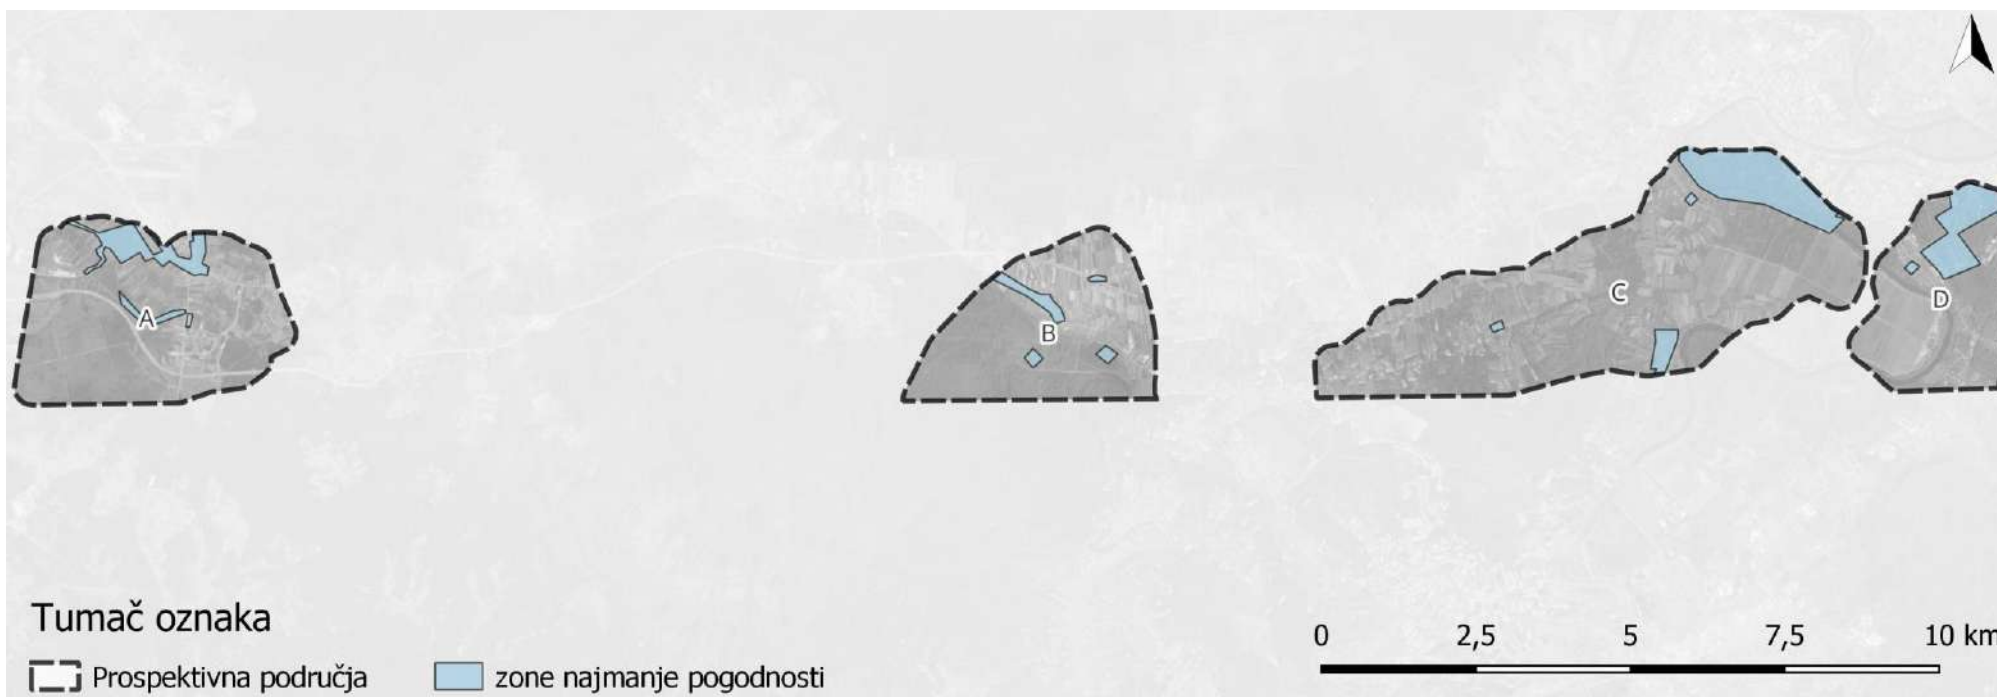 A
B
C
D
Tumač oznaka
Prospektivna područja
zone najmanje pogodnosti
0 2,5 5 7,5 10 km